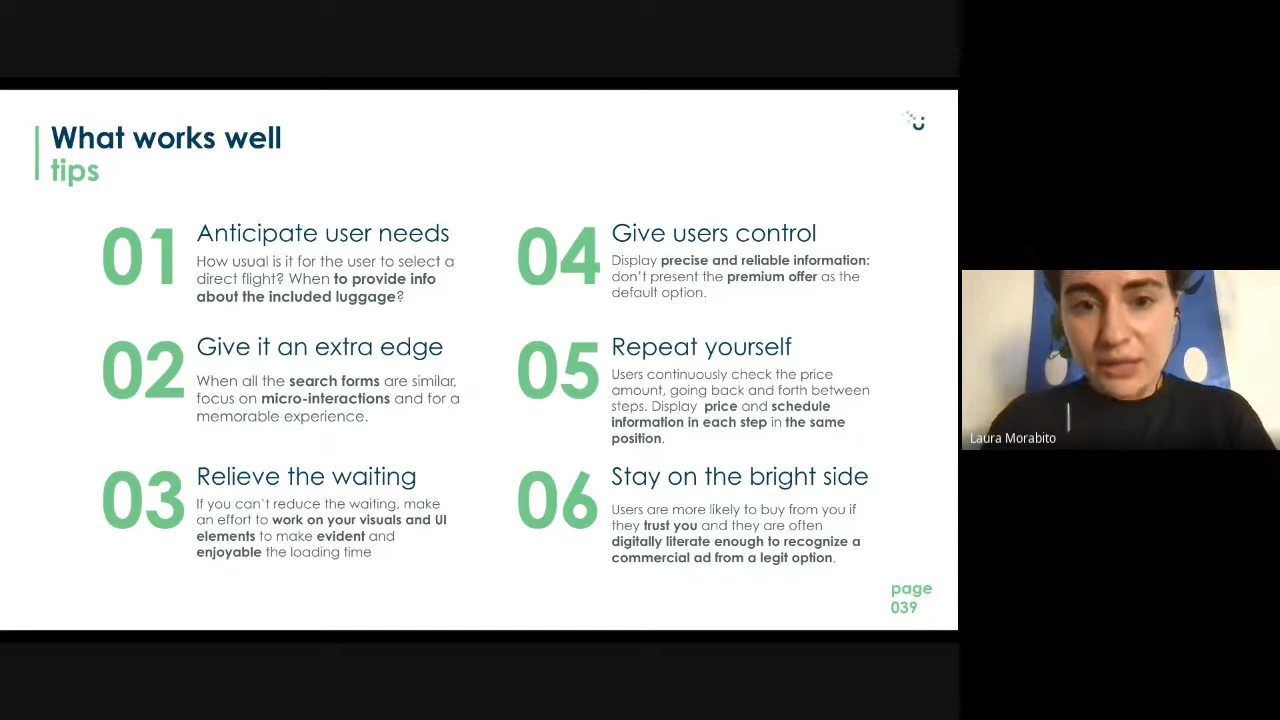 What works well
tips
01
Anticipate user needs
How usual is it for the user to select a
direct flight? When to provide info
about the included luggage?
02
Give it an extra edge
When all the search forms are similar,
focus on micro-interactions and for a
memorable experience.
03
Relieve the waiting
If you can't reduce the waiting, make
an effort to work on your visuals and UI
elements to make evident and
enjoyable the loading time
04
Give users control
Display precise and reliable information:
don't present the premium offer as the
default option.
05
Repeat yourself
Users continuously check the price
amount, going back and forth between
steps. Display price and schedule
information in each step in the same
position.
06
Stay on the bright side
Users are more likely to buy from you if
they trust you and they are often
digitally literate enough to recognize a
commercial ad from a legit option.
page
039
Laura Morabito